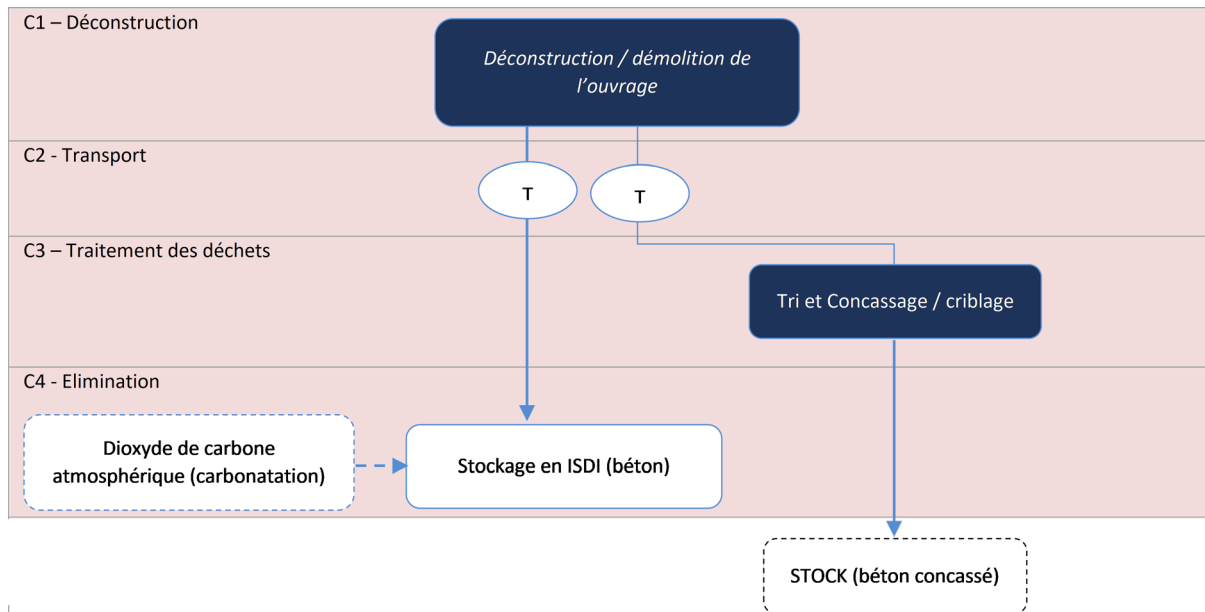 C1 – Déconstruction
Déconstruction / démolition de
l’ouvrage
C2 - Transport
T
T
C3 – Traitement des déchets
Tri et Concassage / criblage
C4 - Elimination
Dioxyde de carbone
atmosphérique (carbonatation)
Stockage en ISDI (béton)
STOCK (béton concassé)